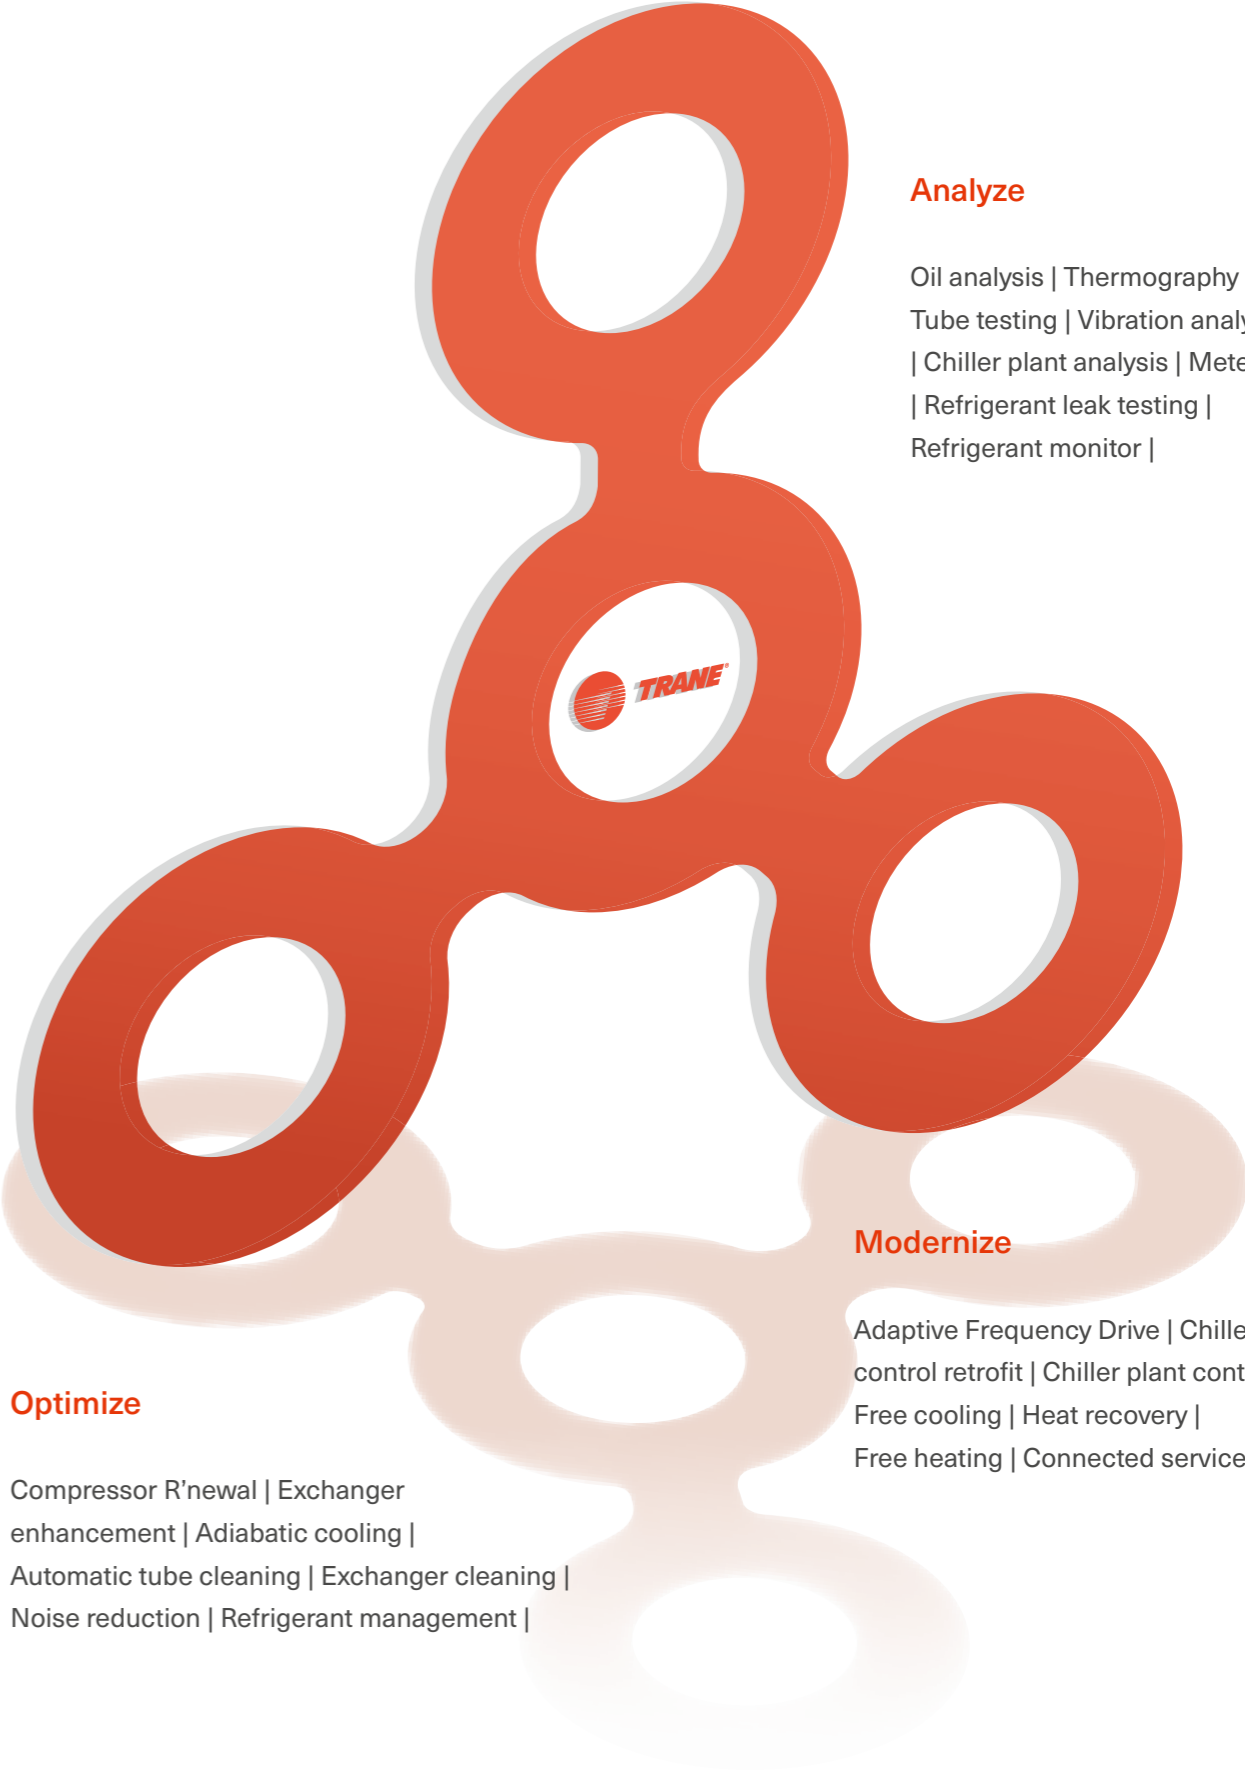 Analyze
Oil analysis | Thermography
Tube testing | Vibration analy
| Chiller plant analysis | Mete
| Refrigerant leak testing |
Refrigerant monitor |
TRANE®
Modernize
Adaptive Frequency Drive | Chille
control retrofit | Chiller plant cont
Free cooling | Heat recovery |
Free heating | Connected service
Optimize
Compressor R’newal | Exchanger
enhancement | Adiabatic cooling |
Automatic tube cleaning | Exchanger cleaning |
Noise reduction | Refrigerant management |